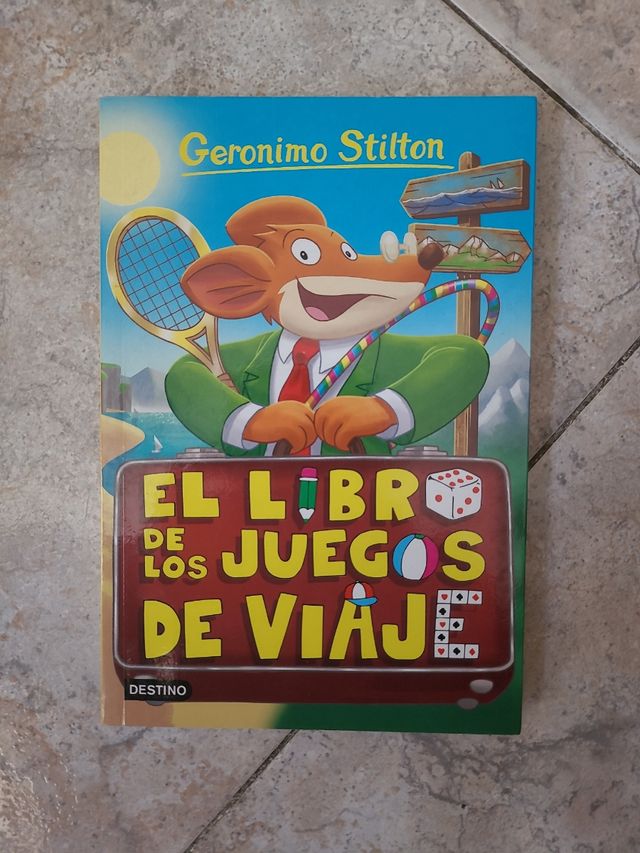 Geronimo Stilton
EL LIBRO
DE LOS JUEGOS
DE VIAJE
DESTINO